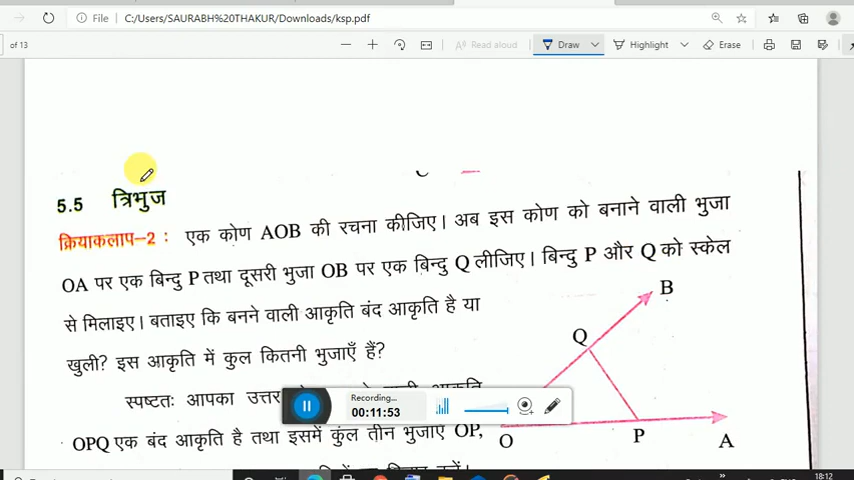 File
C:/Users/SAURABH%20THAKUR/Downloads/ksp.pdf
of 13
Read aloud
Draw
Highlight
Erase
5.5 त्रिभुज
क्रियाकलाप–2 : एक कोण AOB की रचना कीजिए। अब इस कोण को बनाने वाली भुजा
OA पर एक बिन्दु P तथा दूसरी भुजा OB पर एक बिन्दु Q लीजिए। बिन्दु P और Q को स्केल
से मिलाइए। बताइए कि बनने वाली आकृति बंद आकृति है या
खुली? इस आकृति में कुल कितनी भुजाएँ हैं?
स्पष्टतः आपका उत्तर
OPQ एक बंद आकृति है तथा इसमें कुल तीन भुजाएँ OP,
B
Q
O
P
A
Recording...
00:11:53
18:12